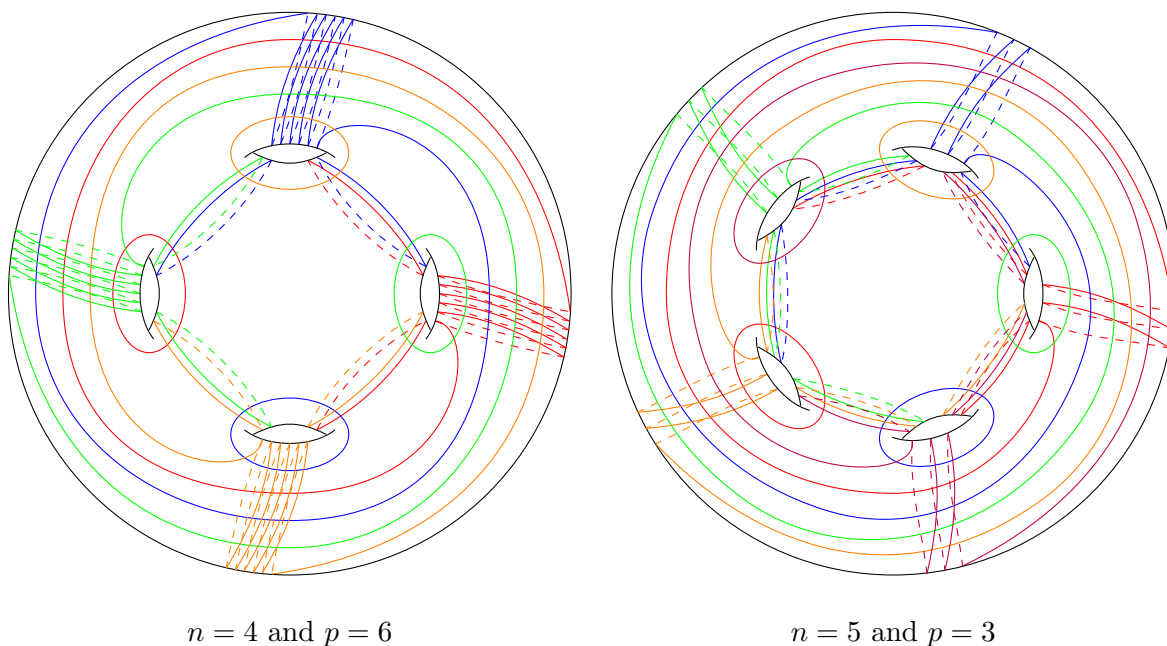 n = 4 and p = 6
n = 5 and p = 3